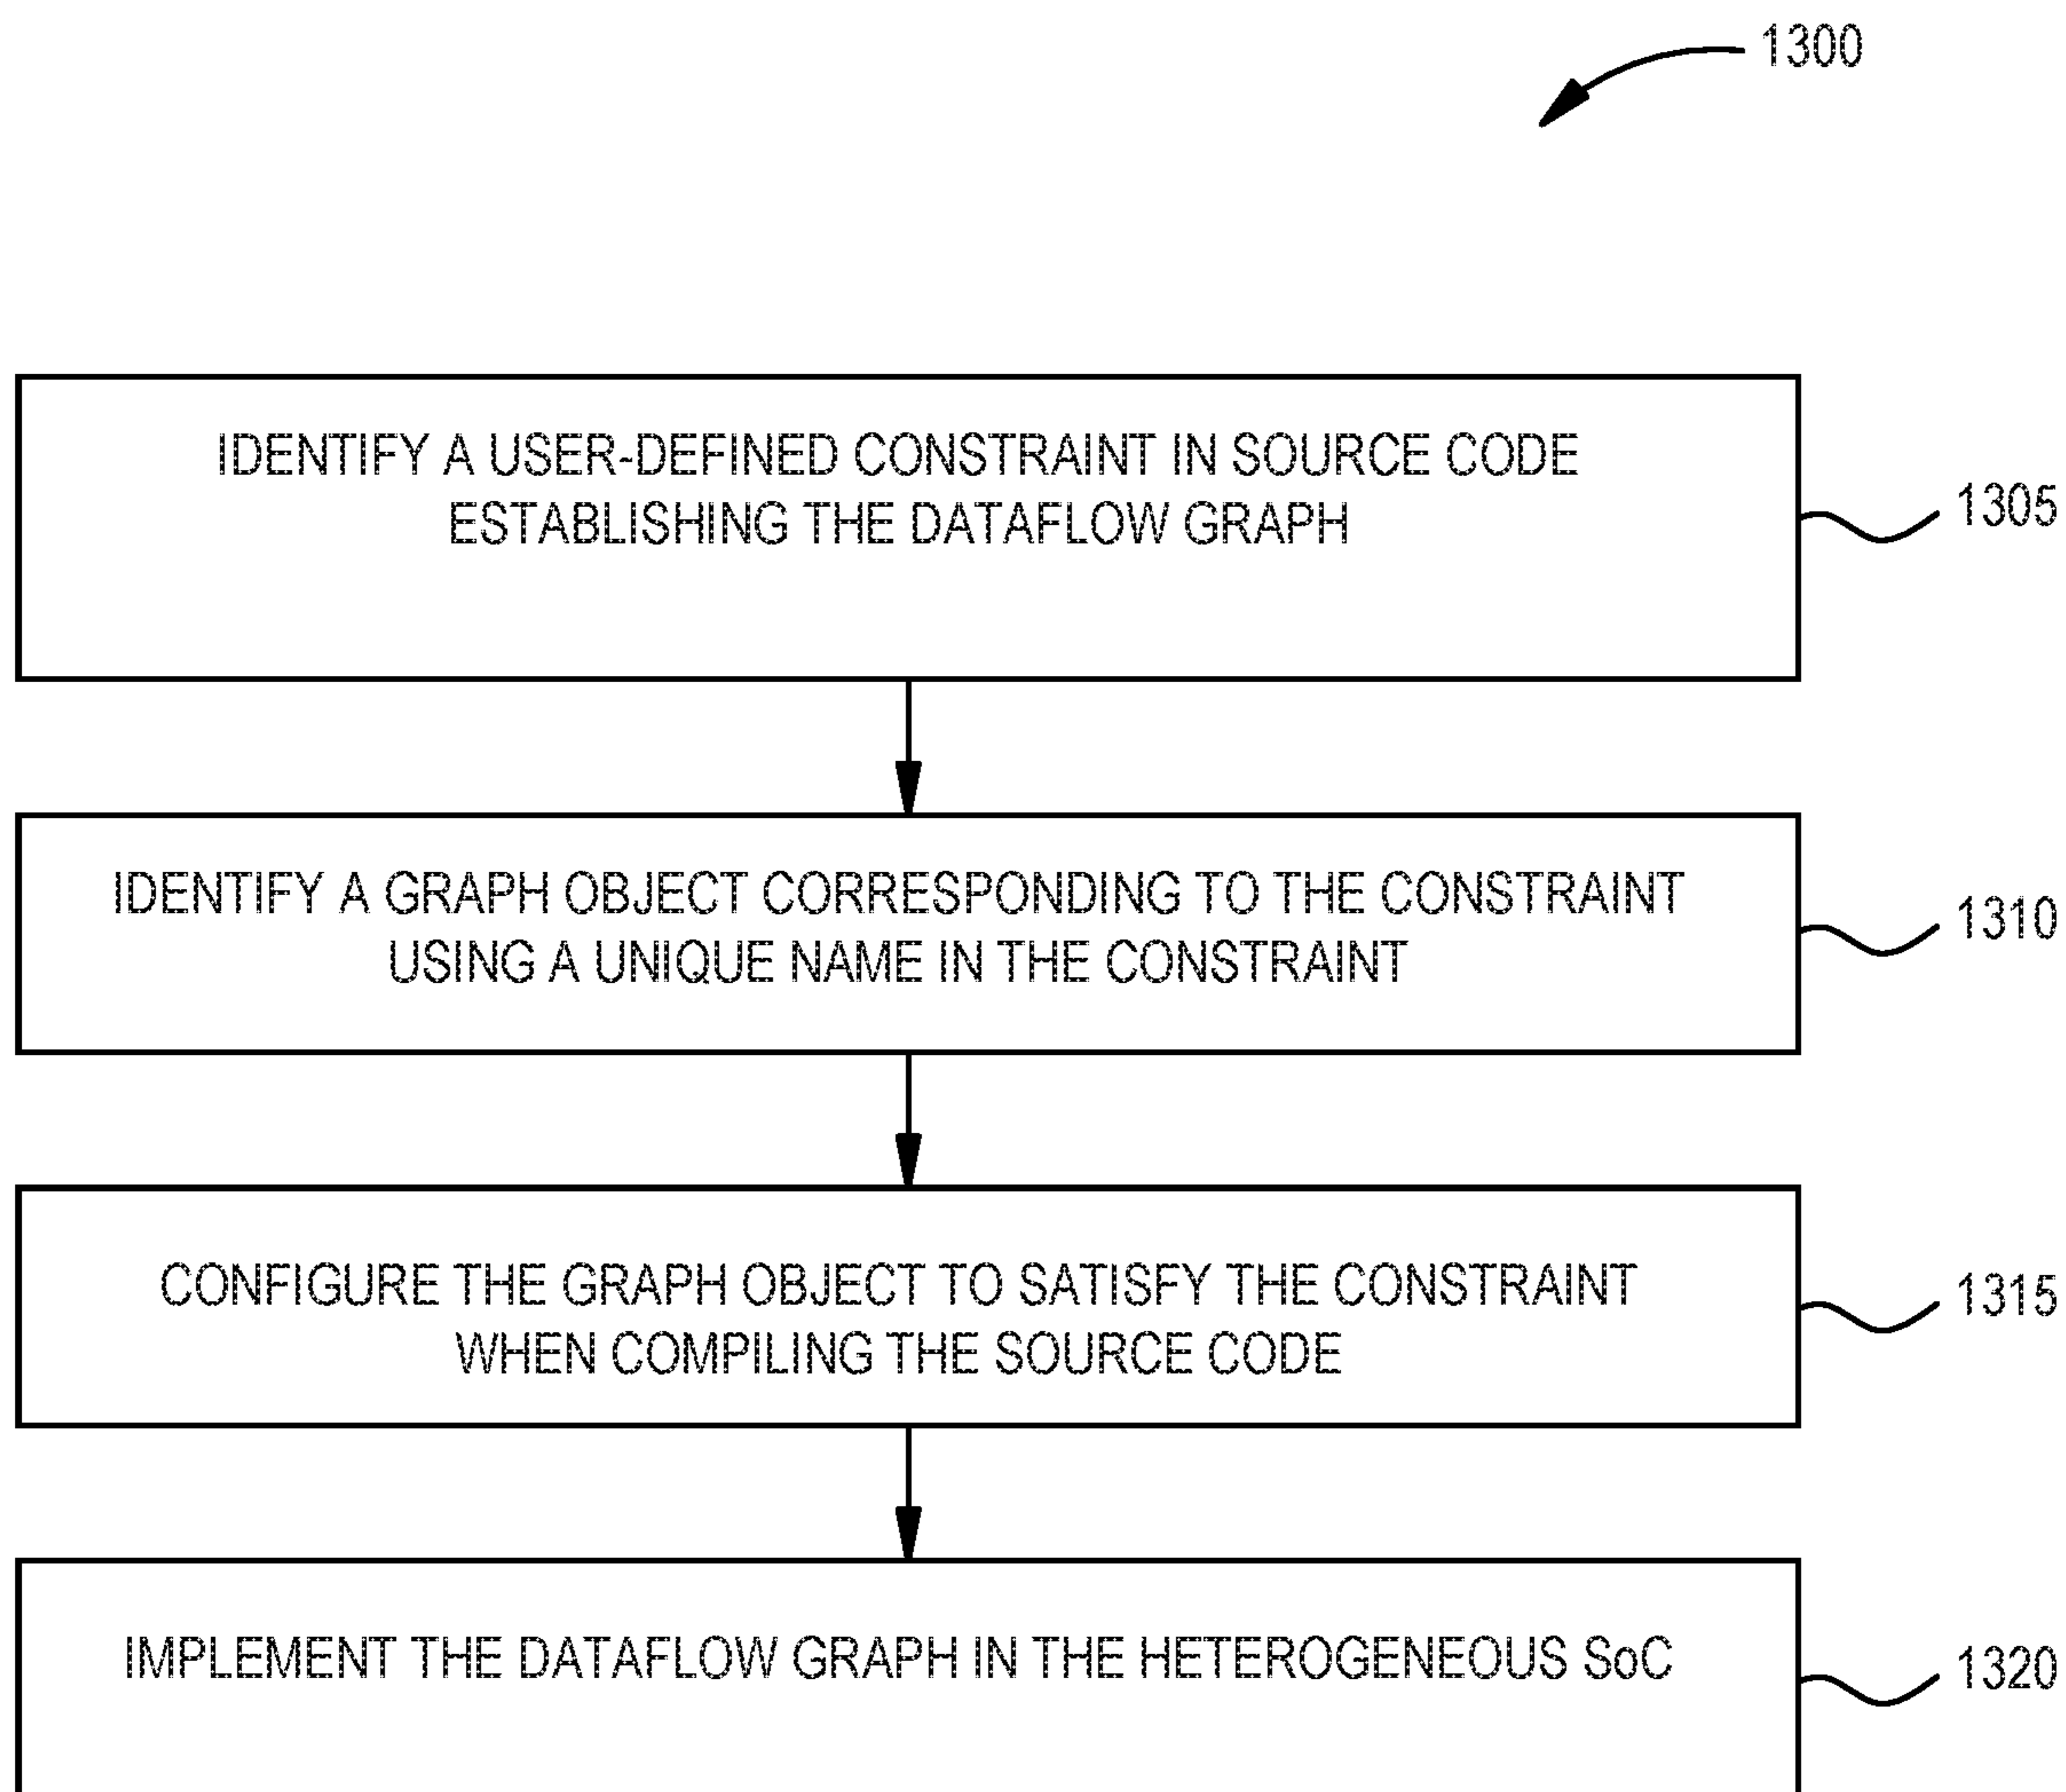 1300
IDENTIFY A USER-DEFINED CONSTRAINT IN SOURCE CODE
ESTABLISHING THE DATAFLOW GRAPH
1305
IDENTIFY A GRAPH OBJECT CORRESPONDING TO THE CONSTRAINT
USING A UNIQUE NAME IN THE CONSTRAINT
1310
CONFIGURE THE GRAPH OBJECT TO SATISFY THE CONSTRAINT
WHEN COMPILING THE SOURCE CODE
1315
IMPLEMENT THE DATAFLOW GRAPH IN THE HETEROGENEOUS SoC
1320